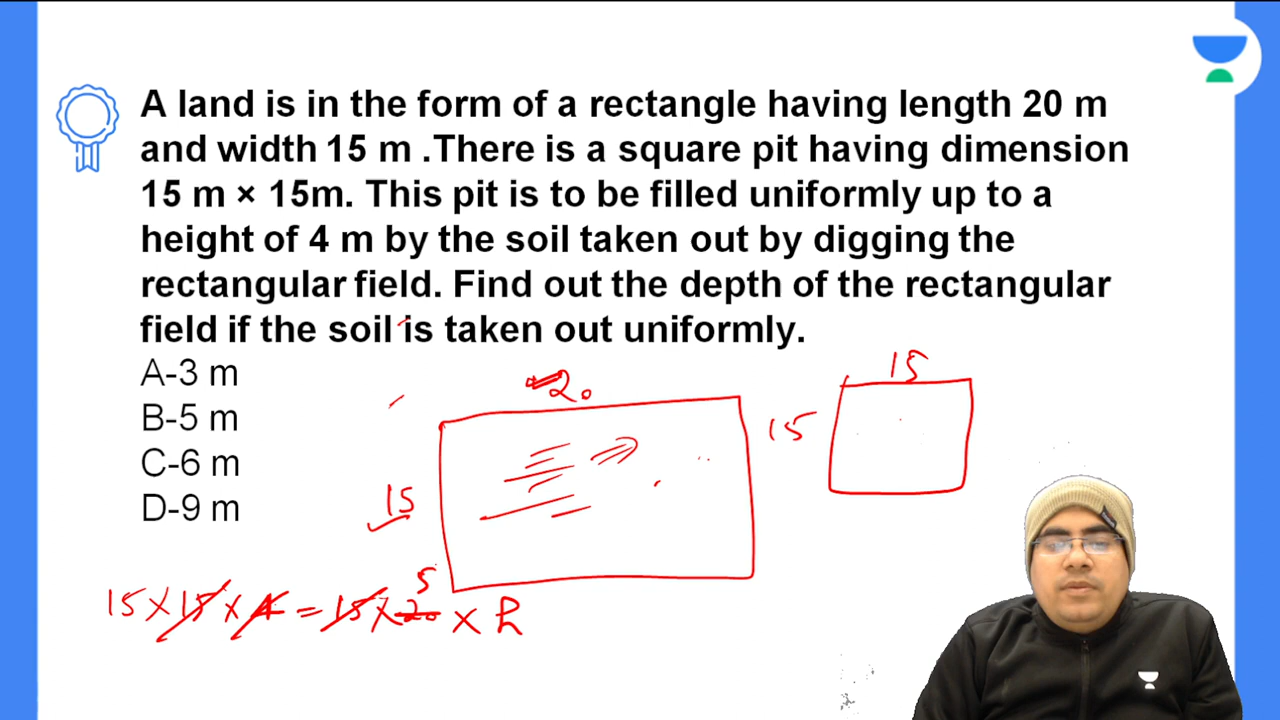 A land is in the form of a rectangle having length 20 m
and width 15 m .There is a square pit having dimension
15 m × 15m. This pit is to be filled uniformly up to a
height of 4 m by the soil taken out by digging the
rectangular field. Find out the depth of the rectangular
field if the soil is taken out uniformly.
A-3 m
B-5 m
C-6 m
D-9 m
20
15
15
15
5
15 × 15 × 4 = 15 × 20 × h